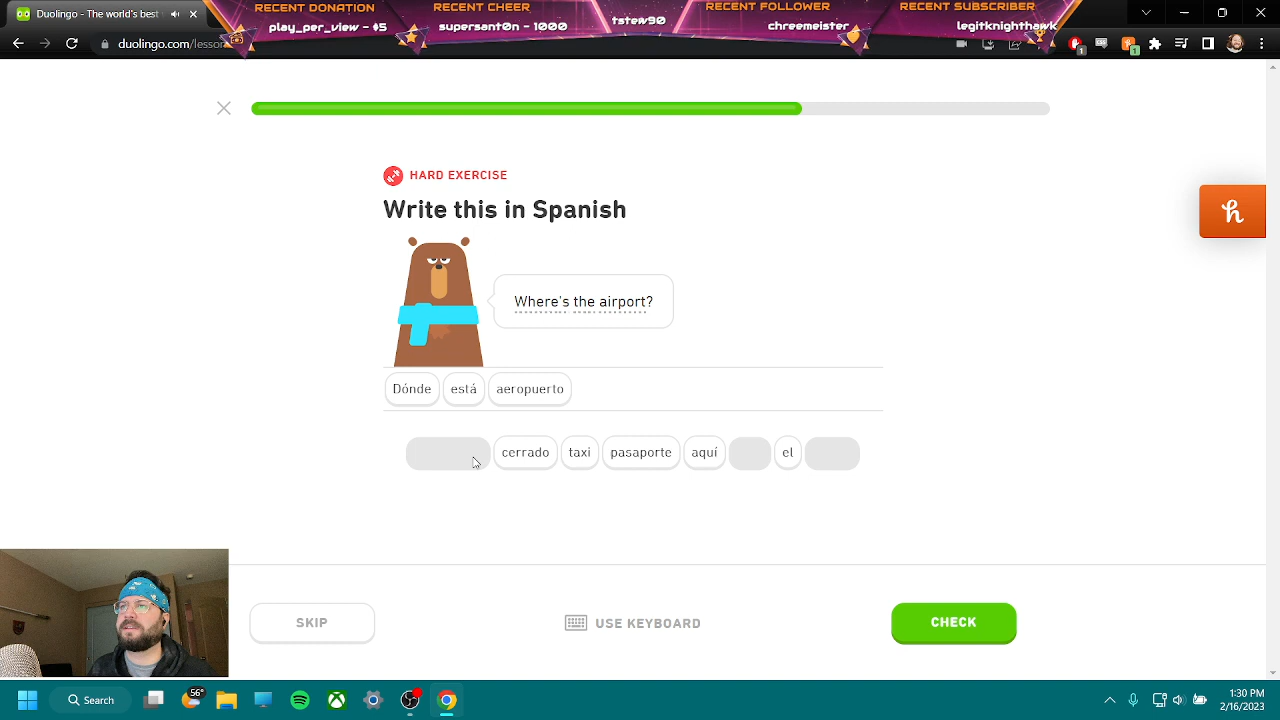 Duolingo - The world's best
RECENT DONATION
play_per_view - $5
RECENT CHEER
supersant0n - 1000
tstew90
RECENT FOLLOWER
chreemeister
RECENT SUBSCRIBER
legitknighthawk
duolingo.com/lesson
HARD EXERCISE
Write this in Spanish
Where's the airport?
Dónde está aeropuerto
cerrado taxi pasaporte aquí el
SKIP
USE KEYBOARD
CHECK
Search
56°
1:30 PM
2/16/2023